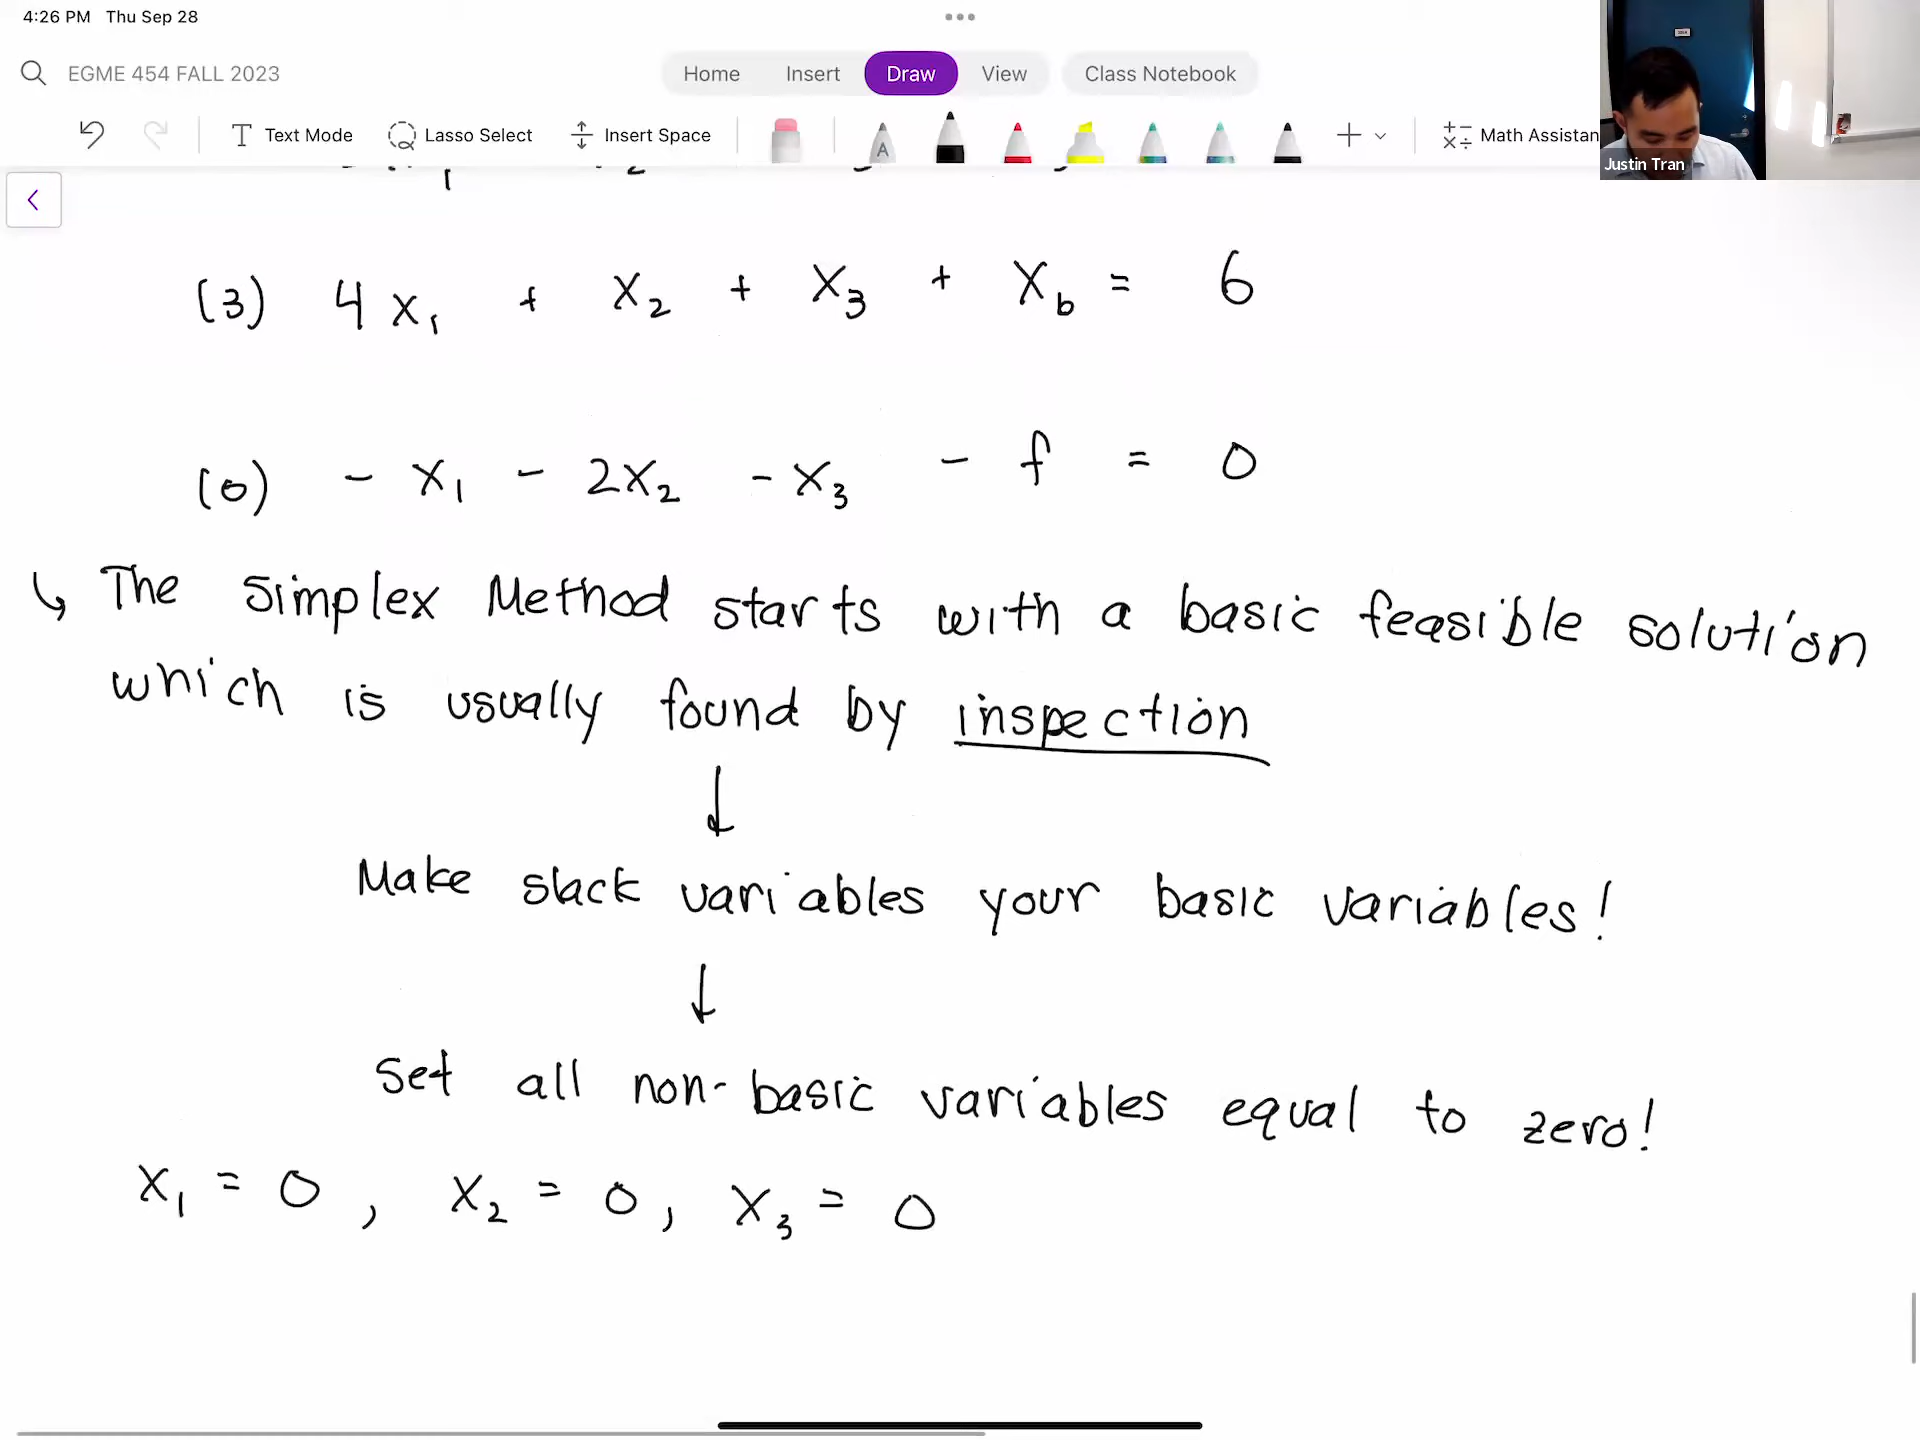 4:26 PM Thu Sep 28
EGME 454 FALL 2023
Home Insert Draw View Class Notebook
Text Mode Lasso Select Insert Space Math Assistan
Justin Tran
(3) 4x₁ + x₂ + x₃ + x₆ = 6
(0) - x₁ - 2x₂ - x₃ - f = 0
↳ The Simplex Method starts with a basic feasible solution
which is usually found by inspection
↓
Make slack variables your basic variables!
↓
Set all non-basic variables equal to zero!
x₁ = 0, x₂ = 0, x₃ = 0